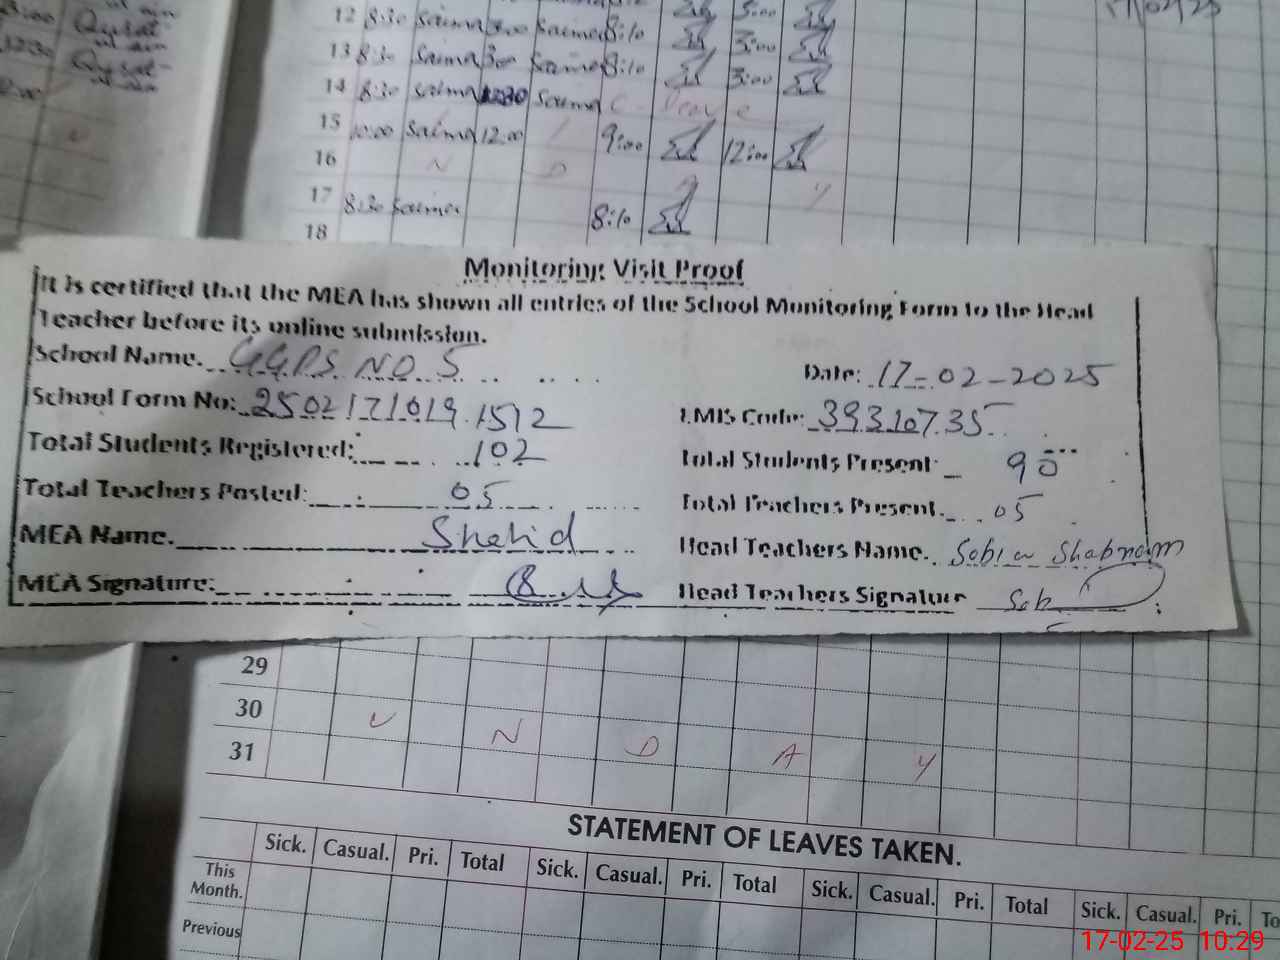 12 8:30 Saima 3:00 Saima 8:10 3:00
13 8:30 Saima 3:00 Saima 8:10 3:00
14 8:30 Saima 12:30 Saima C. Leave
15 10:00 Saima 12:00 9:00 12:00
16 N D Y
17 8:30 Saima 8:10
18
Monitoring Visit Proof
It is certified that the MEA has shown all entries of the School Monitoring Form to the Head
Teacher before its online submission.
School Name. GGPS NO 5 Date: 17-02-2025
School Form No: 25021710191512 EMIS Code: 39310735
Total Students Registered: 102 Total Students Present: 90
Total Teachers Posted: 05 Total Teachers Present. 05
MEA Name. Shahid Head Teachers Name. Sobia Shabnam
MEA Signature: Head Teachers Signature Sob
29
30 U N D A Y
31
STATEMENT OF LEAVES TAKEN.
Sick. Casual. Pri. Total Sick. Casual. Pri. Total Sick. Casual. Pri. Total Sick. Casual. Pri. To
This
Month.
Previous
17-02-25 10:29